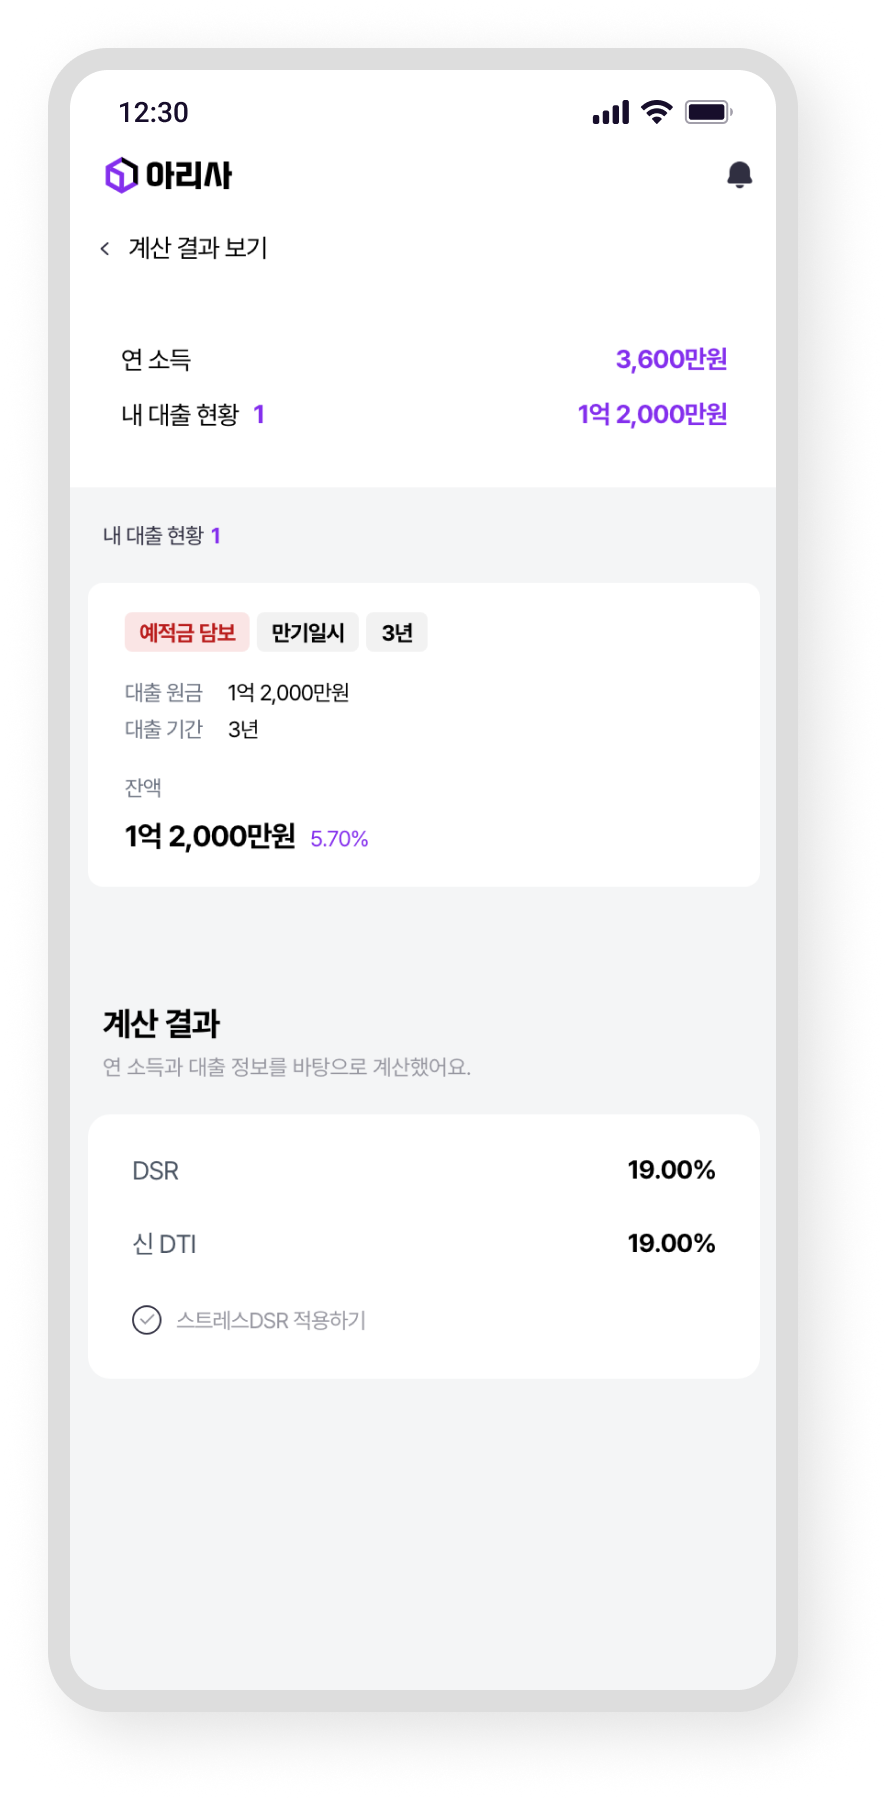 12:30
아리사
계산 결과 보기
연 소득 3,600만원
내 대출 현황 1 1억 2,000만원
내 대출 현황 1
예적금 담보 만기일시 3년
대출 원금 1억 2,000만원
대출 기간 3년
잔액
1억 2,000만원 5.70%
계산 결과
연 소득과 대출 정보를 바탕으로 계산했어요.
DSR 19.00%
신 DTI 19.00%
스트레스DSR 적용하기